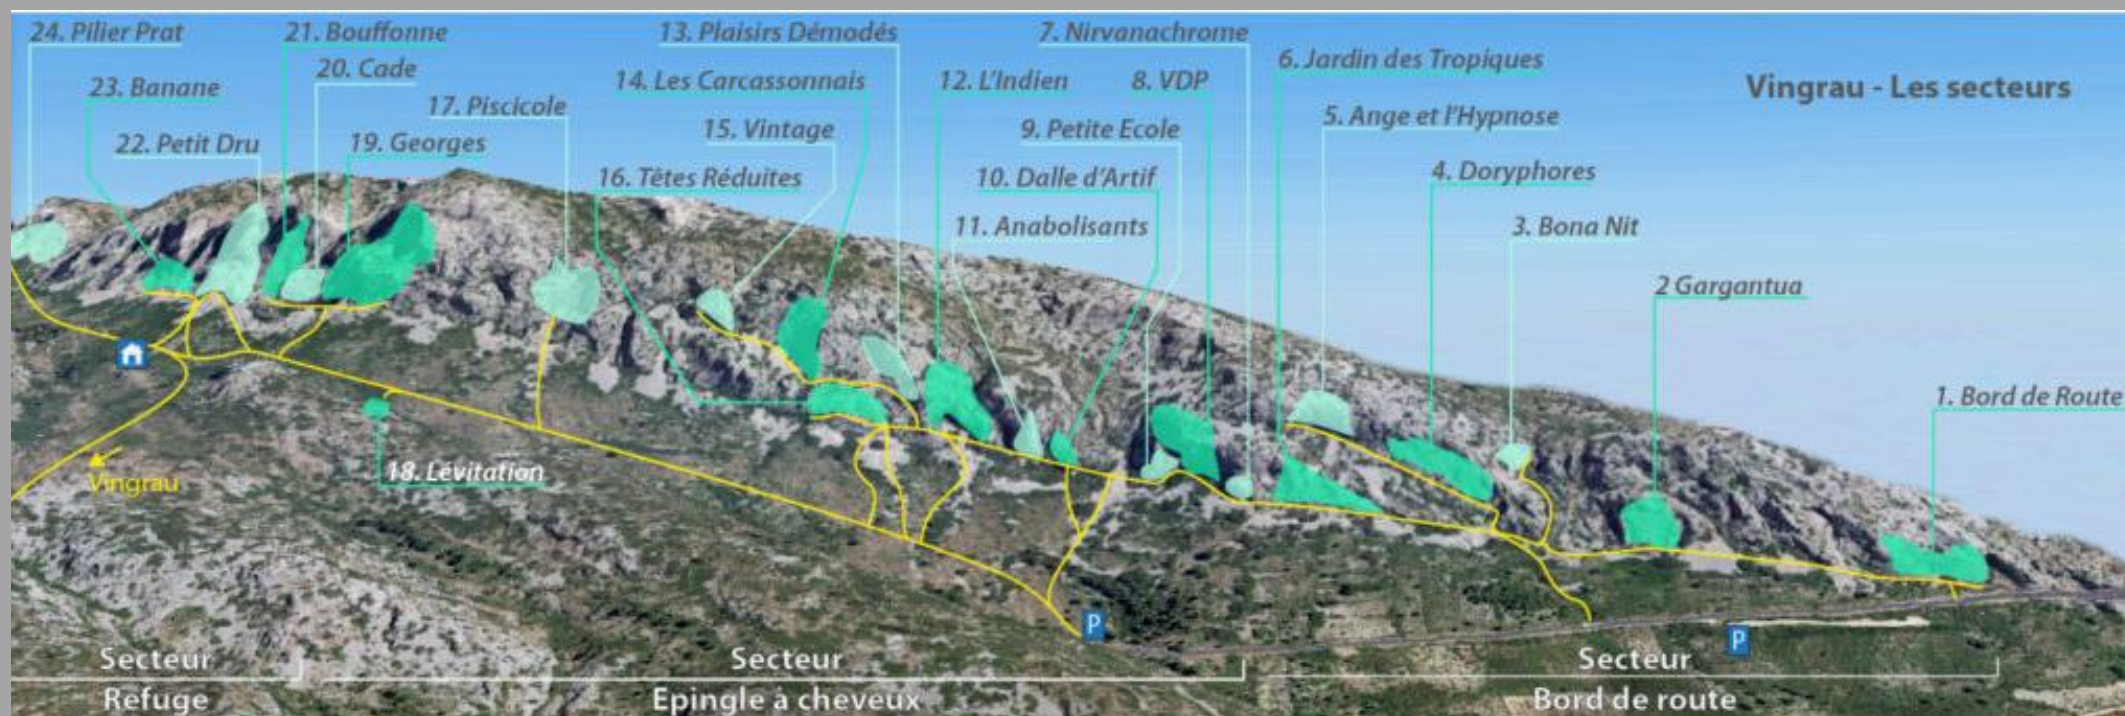 24. Pilier Prat
21. Bouffonne
13. Plaisirs Démodés
7. Nirvanachrome
6. Jardin des Tropiques
20. Cade
23. Banane
14. Les Carcassonnais
12. L'Indien
8. VDP
Vingrau - Les secteurs
17. Piscicole
5. Ange et l'Hypnose
15. Vintage
9. Petite Ecole
22. Petit Dru
19. Georges
16. Têtes Réduites
10. Dalle d'Artif
4. Doryphores
11. Anabolisants
3. Bona Nit
2 Gargantua
1. Bord de Route
18. Lévitation
Vingrau
P
P
Secteur
Refuge
Secteur
Epingle à cheveux
Secteur
Bord de route